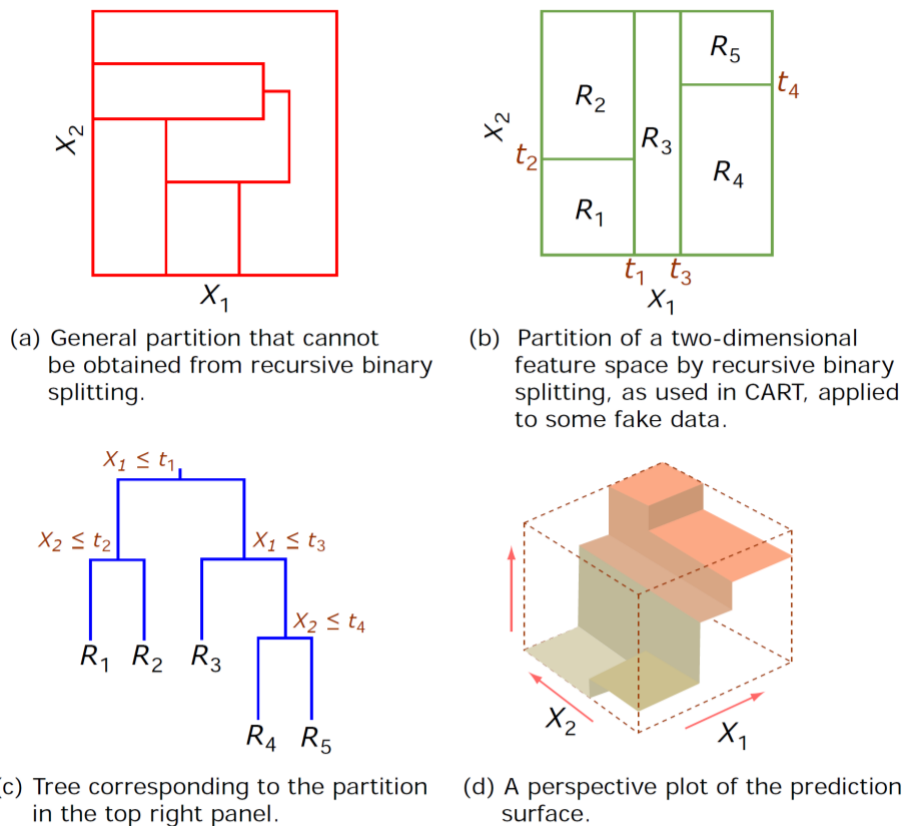 X₂
X₁
(a) General partition that cannot
be obtained from recursive binary
splitting.
R₅
t₄
R₂
X₂
R₃
t₂
R₄
R₁
t₁ t₃
X₁
(b) Partition of a two-dimensional
feature space by recursive binary
splitting, as used in CART, applied
to some fake data.
X₁ ≤ t₁
X₂ ≤ t₂
X₁ ≤ t₃
X₂ ≤ t₄
R₁ R₂ R₃
R₄ R₅
(c) Tree corresponding to the partition
in the top right panel.
X₂
X₁
(d) A perspective plot of the prediction
surface.